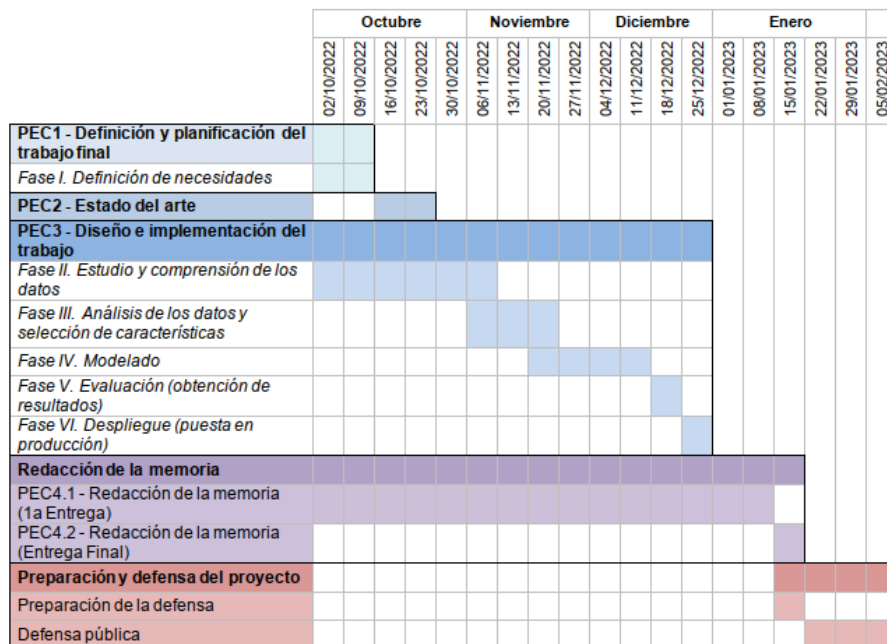 Octubre Noviembre Diciembre Enero
02/10/2022 09/10/2022 16/10/2022 23/10/2022 30/10/2022 06/11/2022 13/11/2022 20/11/2022 27/11/2022 04/12/2022 11/12/2022 18/12/2022 25/12/2022 01/01/2023 08/01/2023 15/01/2023 22/01/2023 29/01/2023 05/02/2023
PEC1 - Definición y planificación del
trabajo final
Fase I. Definición de necesidades
PEC2 - Estado del arte
PEC3 - Diseño e implementación del
trabajo
Fase II. Estudio y comprensión de los
datos
Fase III. Análisis de los datos y
selección de características
Fase IV. Modelado
Fase V. Evaluación (obtención de
resultados)
Fase VI. Despliegue (puesta en
producción)
Redacción de la memoria
PEC4.1 - Redacción de la memoria
(1a Entrega)
PEC4.2 - Redacción de la memoria
(Entrega Final)
Preparación y defensa del proyecto
Preparación de la defensa
Defensa pública